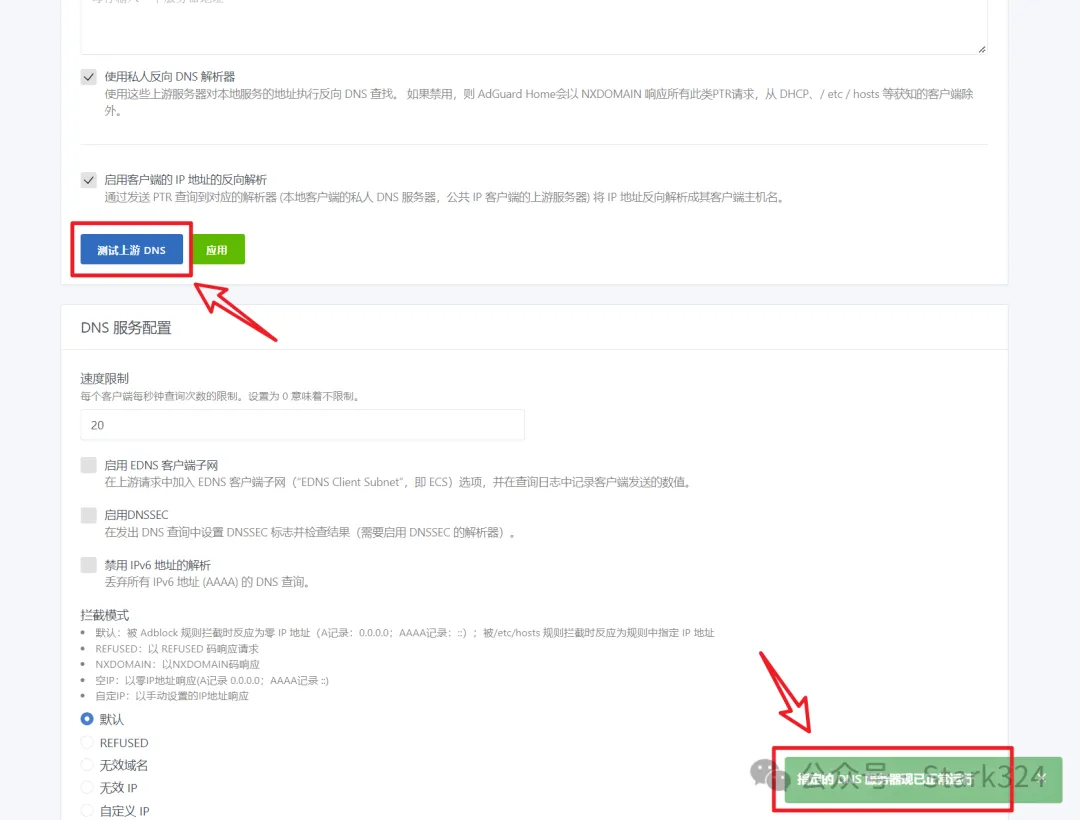 使用私人反向 DNS 解析器
使用这些上游服务器对本地服务的地址执行反向 DNS 查找。 如果禁用，则 AdGuard Home会以 NXDOMAIN 响应所有此类PTR请求，从 DHCP、/ etc / hosts 等获知的客户端除
外。
启用客户端的 IP 地址的反向解析
通过发送 PTR 查询到对应的解析器 (本地客户端的私人 DNS 服务器，公共 IP 客户端的上游服务器) 将 IP 地址反向解析成其客户端主机名。
测试上游 DNS 应用
DNS 服务配置
速度限制
每个客户端每秒钟查询次数的限制。设置为 0 意味着不限制。
20
启用 EDNS 客户端子网
在上游请求中加入 EDNS 客户端子网（“EDNS Client Subnet”，即 ECS）选项，并在查询日志中记录客户端发送的数值。
启用DNSSEC
在发出 DNS 查询中设置 DNSSEC 标志并检查结果（需要启用 DNSSEC 的解析器）。
禁用 IPv6 地址的解析
丢弃所有 IPv6 地址 (AAAA) 的 DNS 查询。
拦截模式
• 默认：被 Adblock 规则拦截时反应为零 IP 地址（A记录：0.0.0.0；AAAA记录：::）；被/etc/hosts 规则拦截时反应为规则中指定 IP 地址
• REFUSED：以 REFUSED 码响应请求
• NXDOMAIN：以NXDOMAIN码响应
• 空IP：以零IP地址响应(A记录 0.0.0.0；AAAA记录 ::)
• 自定IP：以手动设置的IP地址响应
默认
REFUSED
无效域名
无效 IP
自定义 IP
指定的 DNS 服务器现已正常运行
公众号 Stark324